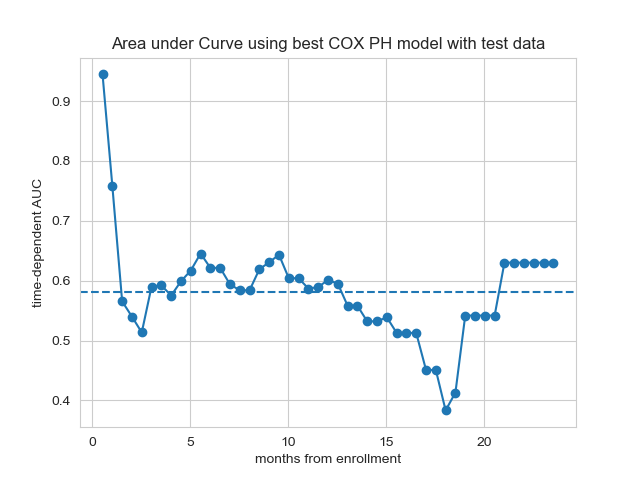 Area under Curve using best COX PH model with test data
time-dependent AUC
0.9
0.8
0.7
0.6
0.5
0.4
0 5 10 15 20
months from enrollment